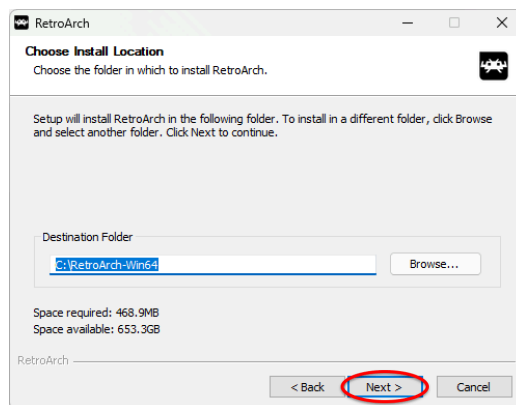 RetroArch
Choose Install Location
Choose the folder in which to install RetroArch.
Setup will install RetroArch in the following folder. To install in a different folder, click Browse
and select another folder. Click Next to continue.
Destination Folder
C:\RetroArch-Win64
Browse...
Space required: 468.9MB
Space available: 653.3GB
RetroArch
< Back
Next >
Cancel